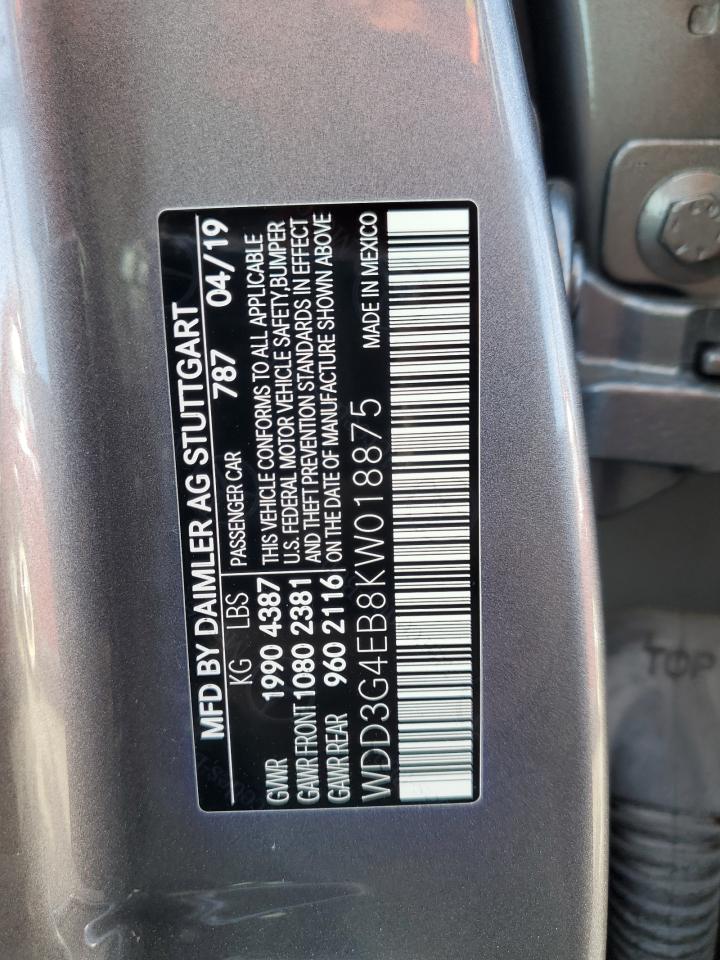 MFD BY DAIMLER AG STUTTGART
787 04/19
KG LBS PASSENGER CAR
GWR 1990 4387 THIS VEHICLE CONFORMS TO ALL APPLICABLE
GAWR FRONT 1080 2381 U.S. FEDERAL MOTOR VEHICLE SAFETY,BUMPER
AND THEFT PREVENTION STANDARDS IN EFFECT
GAWR REAR 960 2116 ON THE DATE OF MANUFACTURE SHOWN ABOVE
WDD3G4EB8KW018875 MADE IN MEXICO
TOP